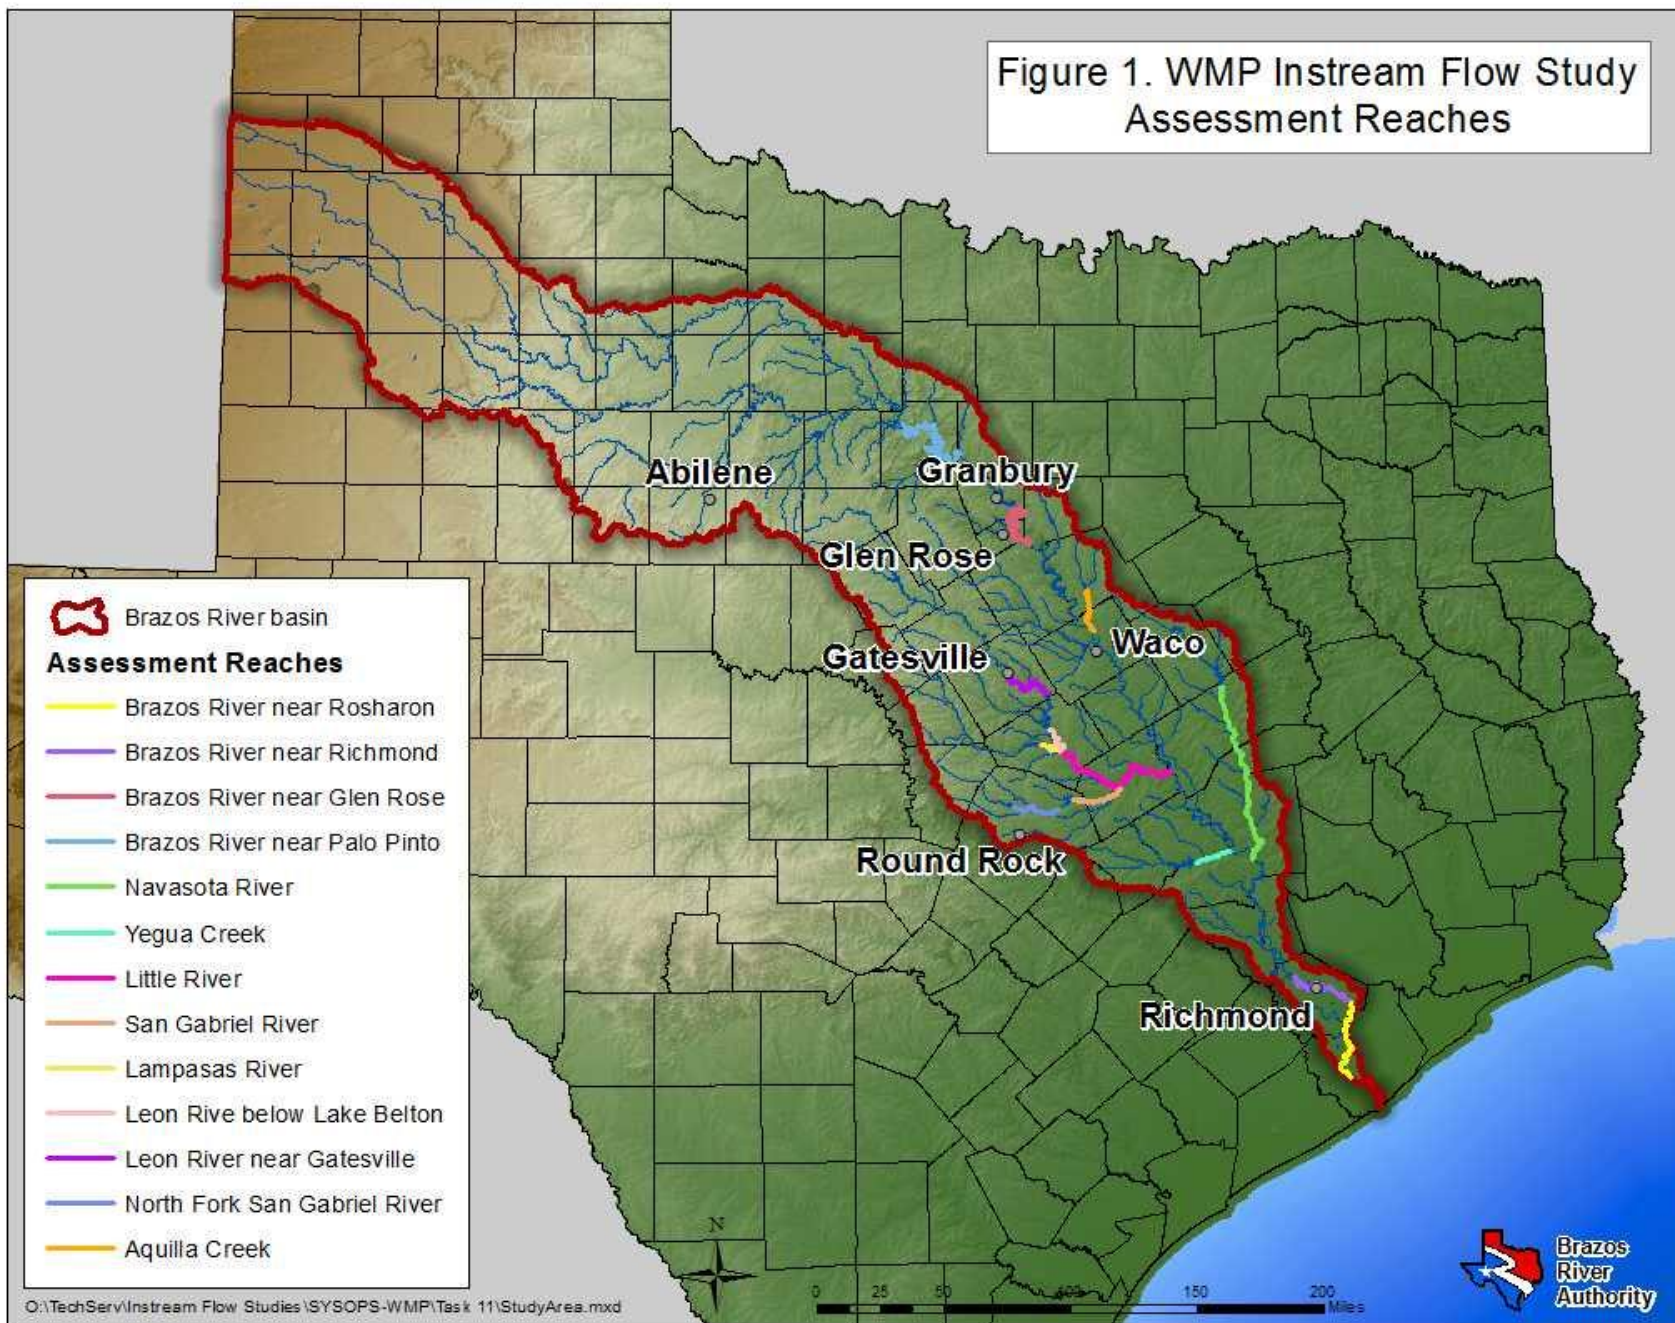 Figure 1. WMP Instream Flow Study
Assessment Reaches
Abilene
Granbury
Glen Rose
Waco
Gatesville
Round Rock
Richmond
Brazos River basin
Assessment Reaches
Brazos River near Rosharon
Brazos River near Richmond
Brazos River near Glen Rose
Brazos River near Palo Pinto
Navasota River
Yegua Creek
Little River
San Gabriel River
Lampasas River
Leon Rive below Lake Belton
Leon River near Gatesville
North Fork San Gabriel River
Aquilla Creek
N
0 25 50 100 150 200
Miles
Brazos
River
Authority
O:\TechServ\Instream Flow Studies\SYSOPS-WMP\Task 11\StudyArea.mxd